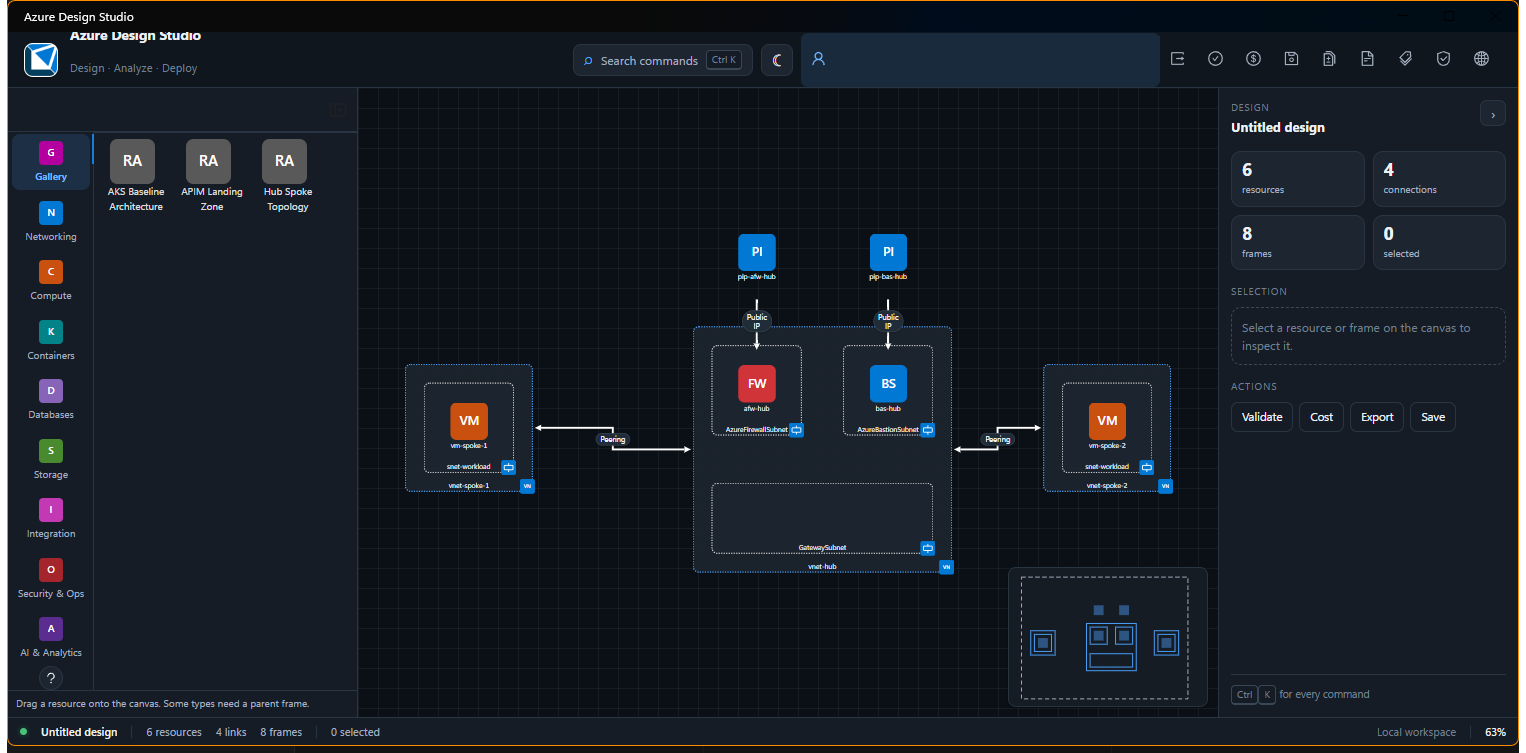 Azure Design Studio
Azure Design Studio
Design · Analyze · Deploy
Search commands
Ctrl K
G
Gallery
N
Networking
C
Compute
K
Containers
D
Databases
S
Storage
I
Integration
O
Security & Ops
A
AI & Analytics
?
RA
AKS Baseline
Architecture
RA
APIM Landing
Zone
RA
Hub Spoke
Topology
Drag a resource onto the canvas. Some types need a parent frame.
PI
pip-afw-hub
PI
pip-bas-hub
Public
IP
Public
IP
FW
afw-hub
AzureFirewallSubnet
BS
bas-hub
AzureBastionSubnet
VM
vm-spoke-1
snet-workload
vnet-spoke-1
VN
Peering
Peering
VM
vm-spoke-2
snet-workload
vnet-spoke-2
VN
GatewaySubnet
vnet-hub
VN
DESIGN
Untitled design
6
resources
4
connections
8
frames
0
selected
SELECTION
Select a resource or frame on the canvas to
inspect it.
ACTIONS
Validate
Cost
Export
Save
Ctrl K for every command
Untitled design
6 resources
4 links
8 frames
0 selected
Local workspace
63%